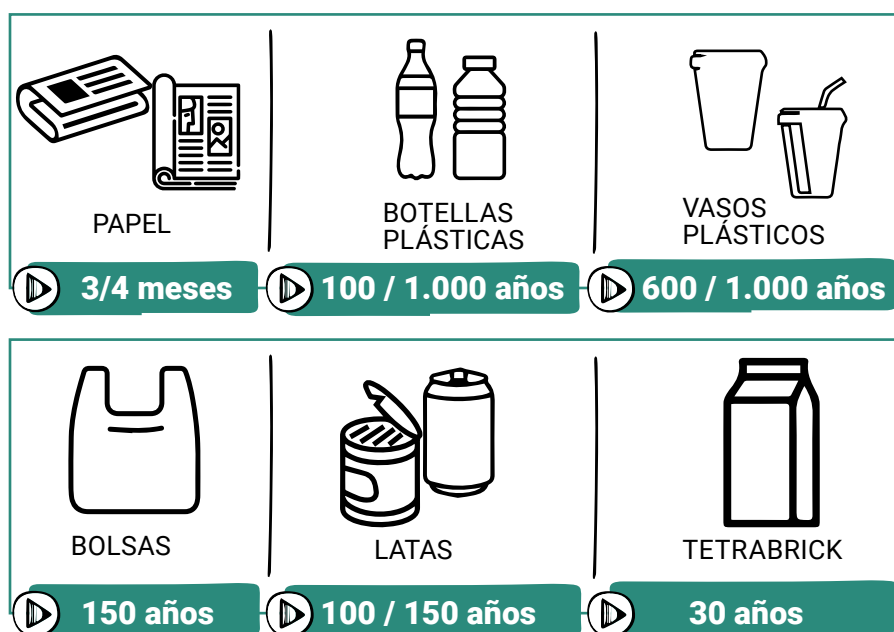 PAPEL
BOTELLAS
PLÁSTICAS
VASOS
PLÁSTICOS
3/4 meses
100 / 1.000 años
600 / 1.000 años
BOLSAS
LATAS
TETRABRICK
150 años
100 / 150 años
30 años